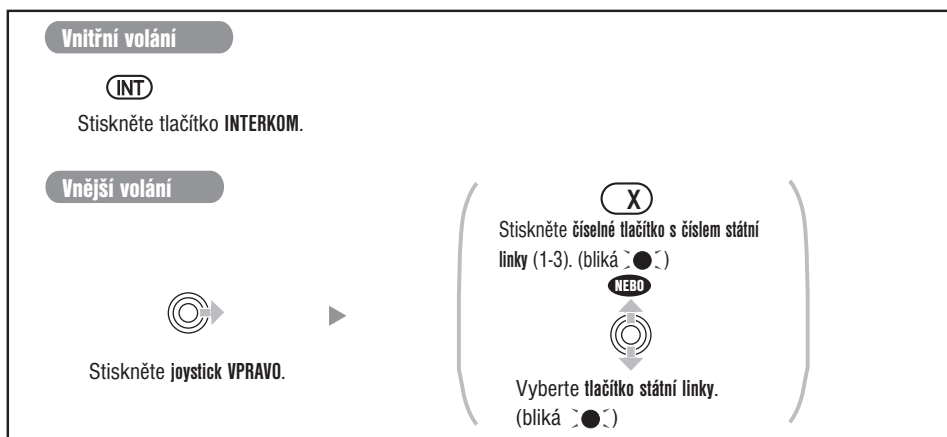 Vnitřní volání
INT
Stiskněte tlačítko INTERKOM.
Vnější volání
X
Stiskněte číselné tlačítko s číslem státní
linky (1-3). (bliká )
NEBO
Stiskněte joystick VPRAVO.
Vyberte tlačítko státní linky.
(bliká )